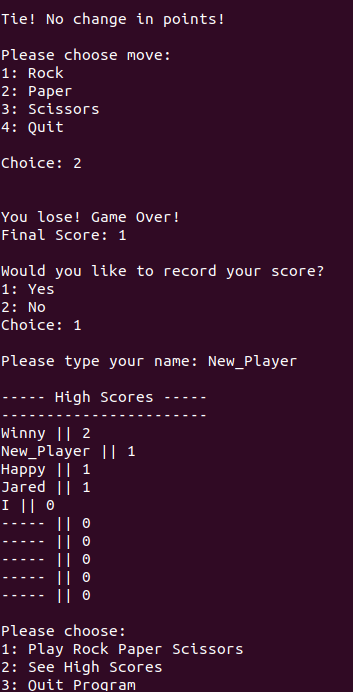 Tie! No change in points!
Please choose move:
1: Rock
2: Paper
3: Scissors
4: Quit
Choice: 2
You lose! Game Over!
Final Score: 1
Would you like to record your score?
1: Yes
2: No
Choice: 1
Please type your name: New_Player
----- High Scores -----
-----------------------
Winny || 2
New_Player || 1
Happy || 1
Jared || 1
I || 0
----- || 0
----- || 0
----- || 0
----- || 0
----- || 0
Please choose:
1: Play Rock Paper Scissors
2: See High Scores
3: Quit Program